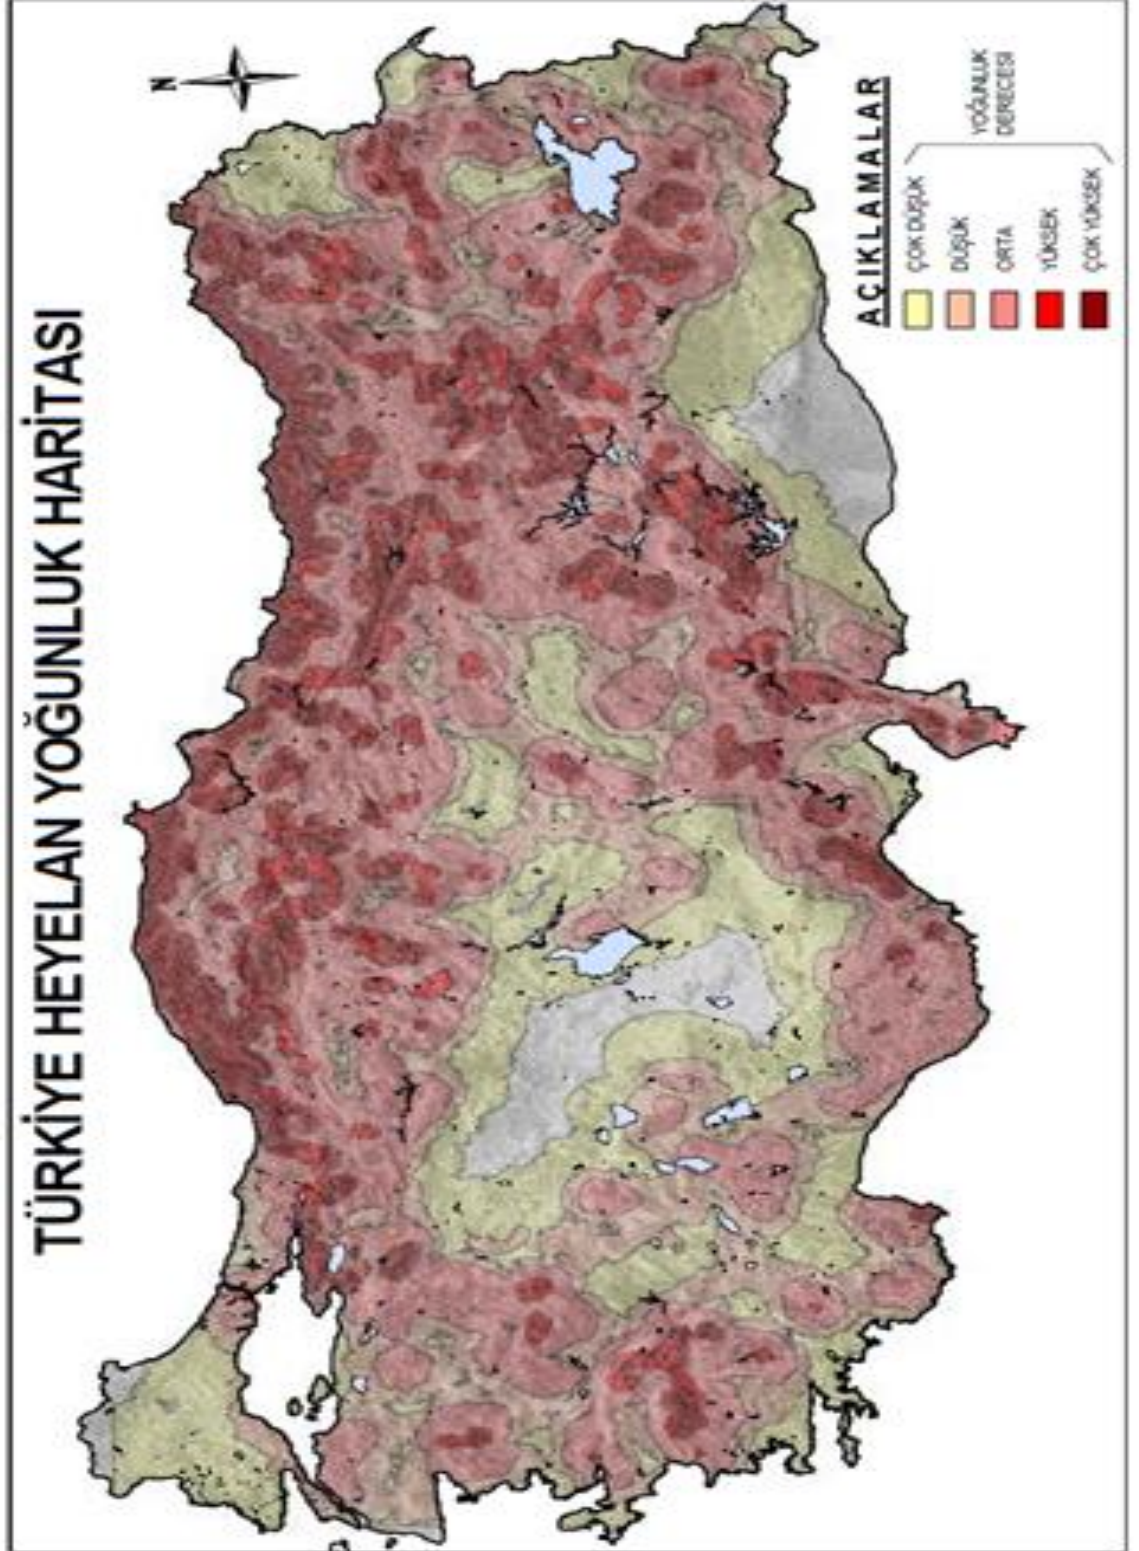 TÜRKİYE HEYELAN YOĞUNLUK HARİTASI
N
AÇIKLAMALAR
ÇOK DÜŞÜK
DÜŞÜK
ORTA
YÜKSEK
ÇOK YÜKSEK
YOĞUNLUK
DERECESİ